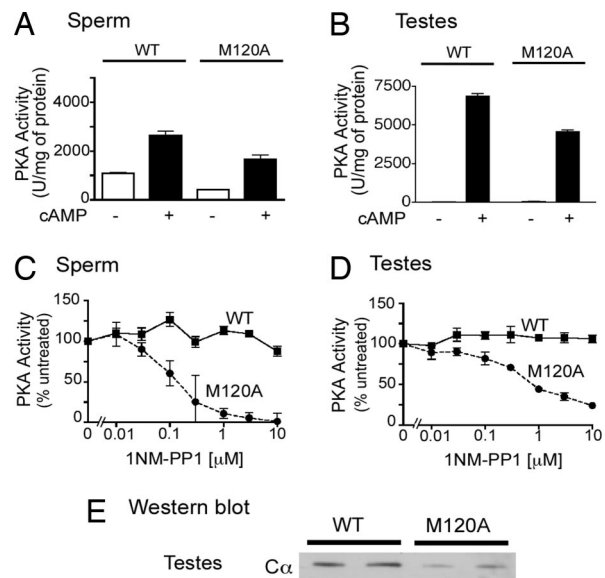 A Sperm
WT M120A
PKA Activity
(U/mg of protein)
4000
2000
0
cAMP - + - +
B Testes
WT M120A
PKA Activity
(U/mg of protein)
7500
5000
2500
0
cAMP - + - +
C Sperm
PKA Activity
(% untreated)
150
100
50
0
WT
M120A
0 0.01 0.1 1 10
1NM-PP1 [µM]
D Testes
PKA Activity
(% untreated)
150
100
50
0
WT
M120A
0 0.01 0.1 1 10
1NM-PP1 [µM]
E Western blot
WT M120A
Testes Cα